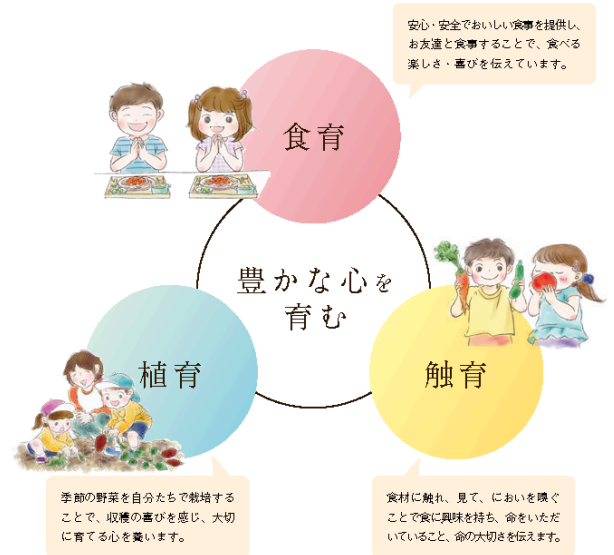 安心・安全でおいしい食事を提供し、
お友達と食事することで、食べる
楽しさ・喜びを伝えています。
食育
豊かな心を
育む
植育
触育
季節の野菜を自分たちで栽培する
ことで、収穫の喜びを感じ、大切
に育てる心を養います。
食材に触れ、見て、においを嗅ぐ
ことで食に興味を持ち、命をいただ
いていること、命の大切さを伝えます。